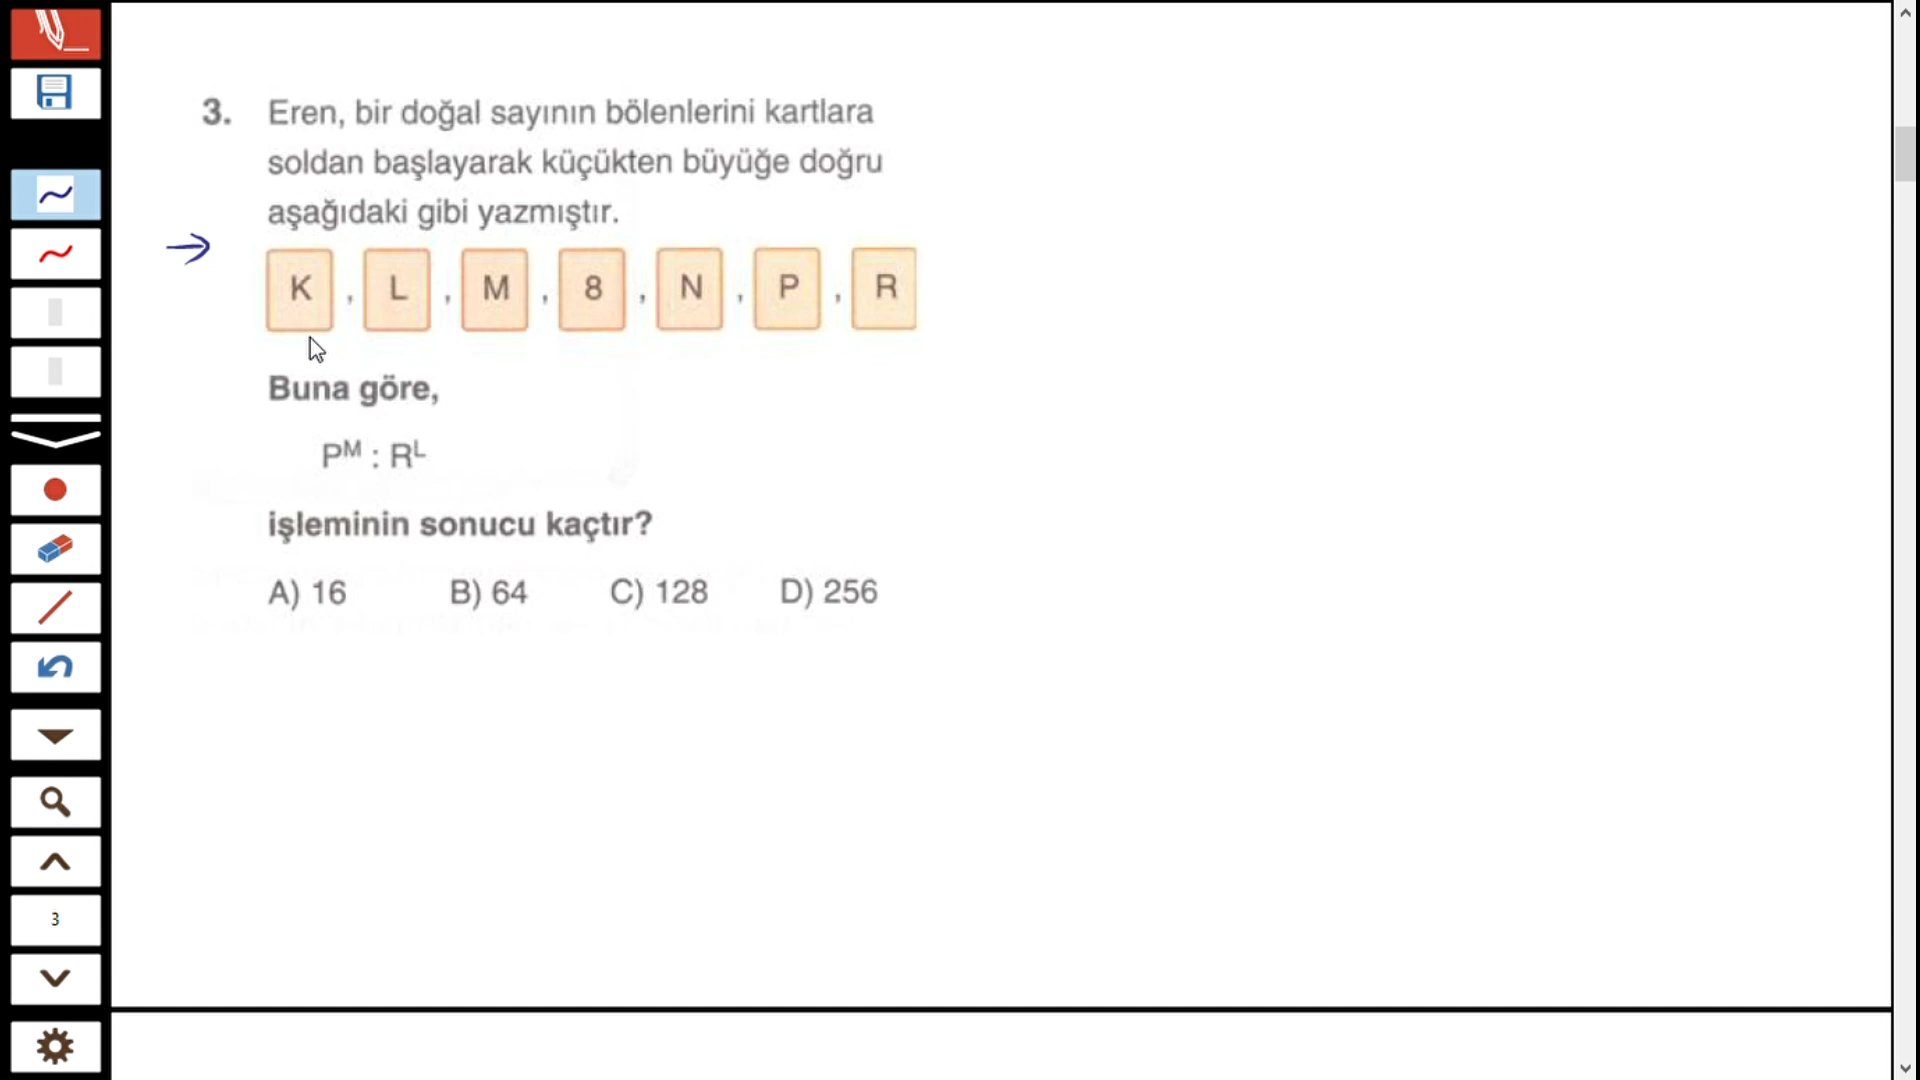 3. Eren, bir doğal sayının bölenlerini kartlara
soldan başlayarak küçükten büyüğe doğru
aşağıdaki gibi yazmıştır.
K , L , M , 8 , N , P , R
Buna göre,
Pᴹ : Rᴸ
işleminin sonucu kaçtır?
A) 16 B) 64 C) 128 D) 256
3